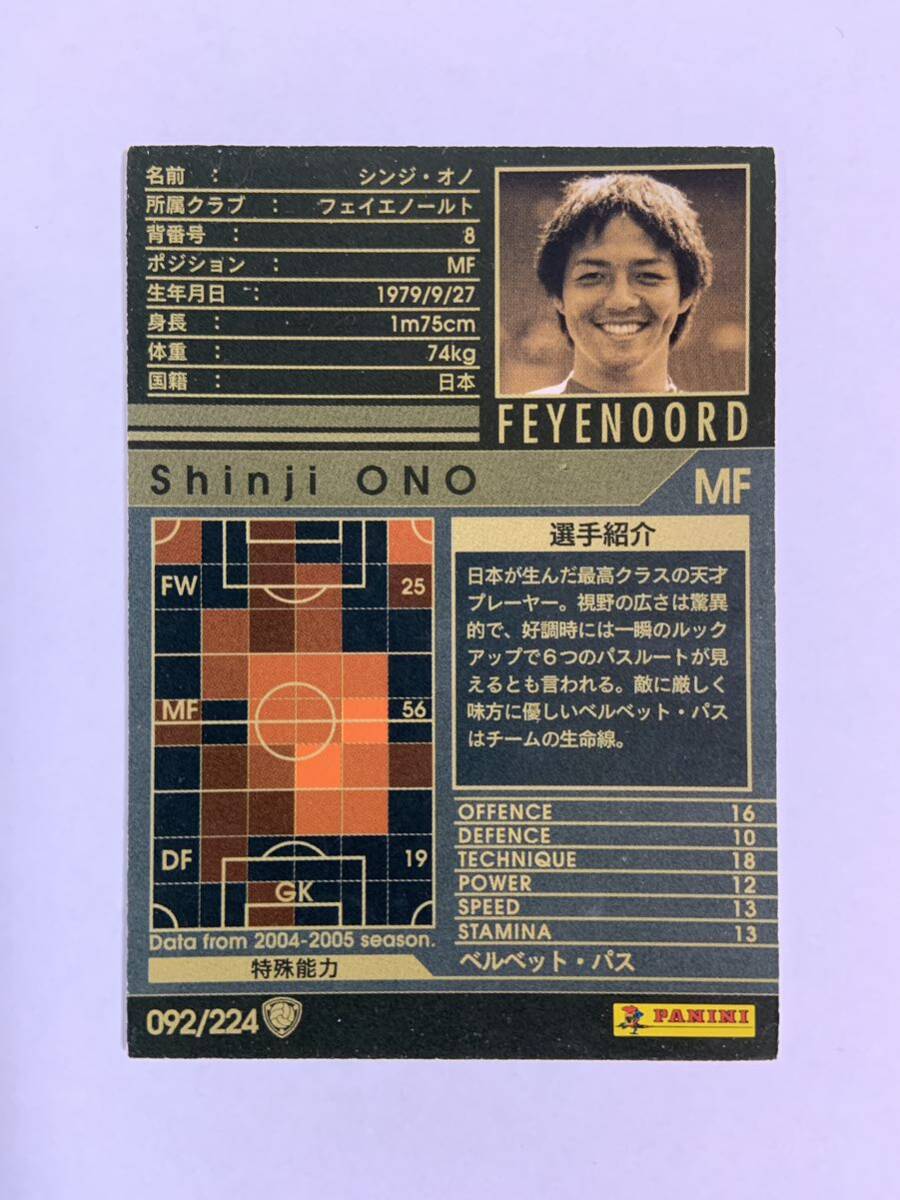 名前 : シンジ・オノ
所属クラブ : フェイエノールト
背番号 : 8
ポジション : MF
生年月日 : 1979/9/27
身長 : 1m75cm
体重 : 74kg
国籍 : 日本
FEYENOORD
Shinji ONO
MF
FW 25
MF 56
DF 19
GK
Data from 2004-2005 season.
選手紹介
日本が生んだ最高クラスの天才
プレーヤー。視野の広さは驚異
的で、好調時には一瞬のルック
アップで6つのパスルートが見
えるとも言われる。敵に厳しく
味方に優しいベルベット・パス
はチームの生命線。
OFFENCE 16
DEFENCE 10
TECHNIQUE 18
POWER 12
SPEED 13
STAMINA 13
特殊能力 ベルベット・パス
092/224
PANINI